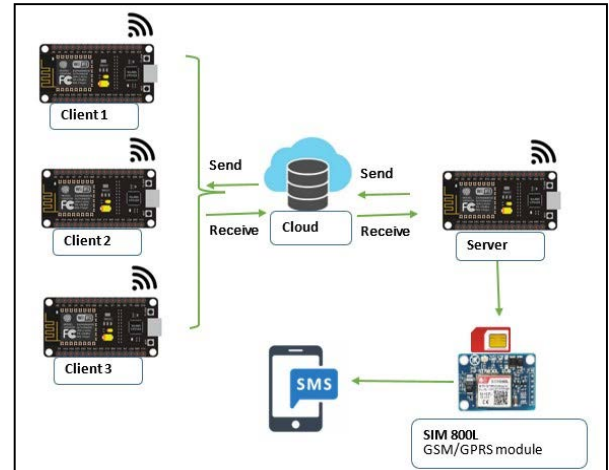 Client 1
Send
Send
Client 2
Receive
Cloud
Receive
Server
Client 3
SMS
SIM 800L
GSM/GPRS module